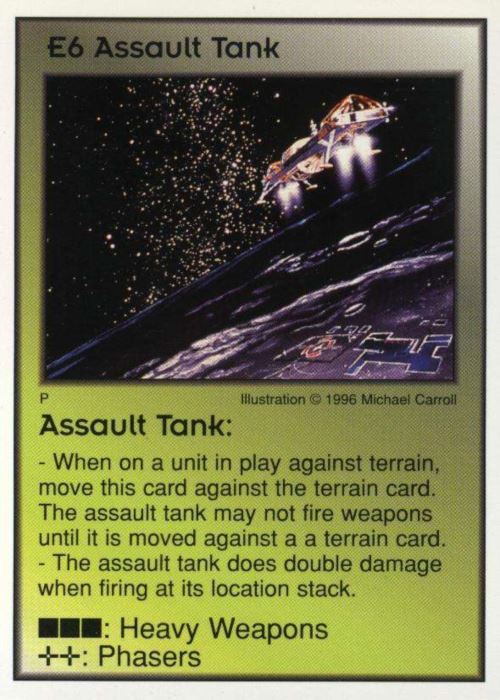 E6 Assault Tank
P
Illustration © 1996 Michael Carroll
Assault Tank:
- When on a unit in play against terrain,
move this card against the terrain card.
The assault tank may not fire weapons
until it is moved against a a terrain card.
- The assault tank does double damage
when firing at its location stack.
■■■: Heavy Weapons
✛✛: Phasers